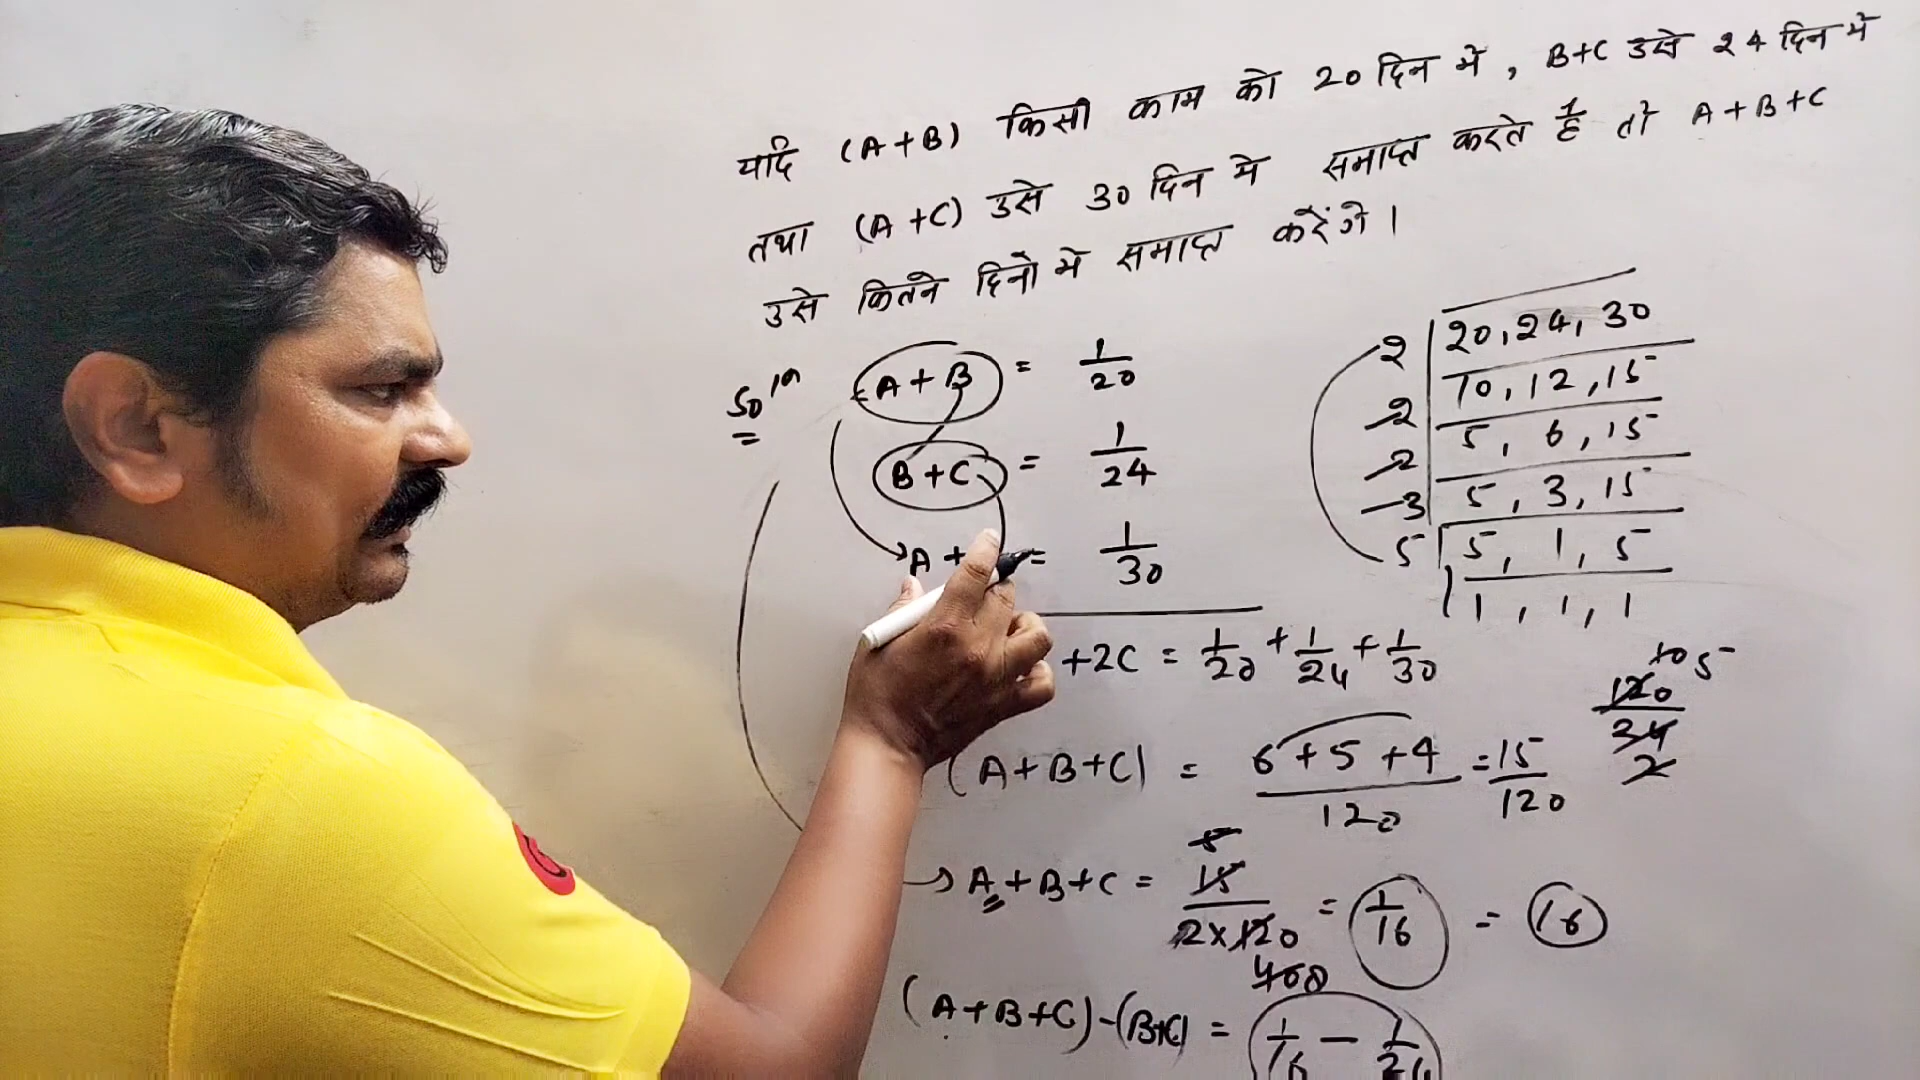 यदि (A+B) किसी काम को 20 दिन में, B+C उसे 24 दिन में
तथा (A+C) उसे 30 दिन मे समाप्त करते है तो A+B+C
उसे कितने दिनो मे समाप्त करेंगे।
Soln A+B = 1/20
B+C = 1/24
A+ = 1/30
+2C = 1/20 + 1/24 + 1/30
(A+B+C) = 6+5+4/120 = 15/120
→ A+B+C = 15/2×120 = 1/16 = 16
(A+B+C)-(B+C) = 1/16 - 1/24
2 20, 24, 30
2 10, 12, 15
2 5, 6, 15
3 5, 3, 15
5 5, 1, 5
1, 1, 1
10 5
120